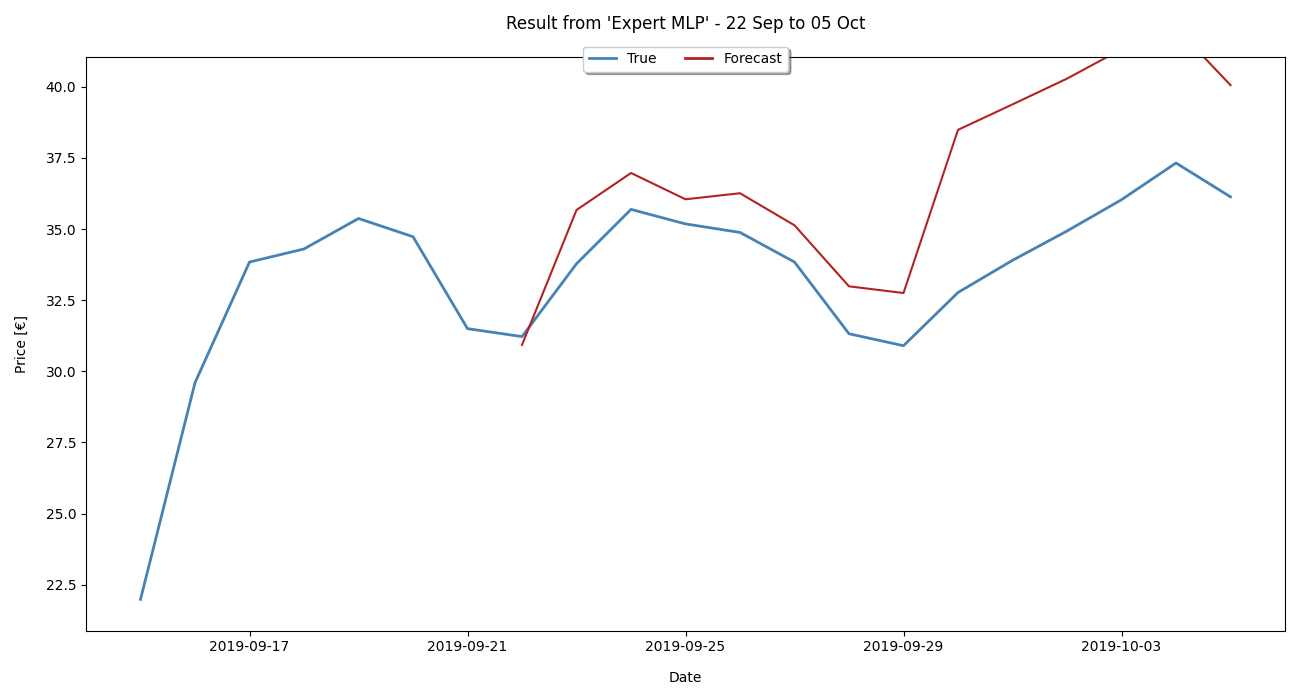 Result from 'Expert MLP' - 22 Sep to 05 Oct
True Forecast
40.0
37.5
35.0
32.5
30.0
27.5
25.0
22.5
Price [€]
2019-09-17 2019-09-21 2019-09-25 2019-09-29 2019-10-03
Date